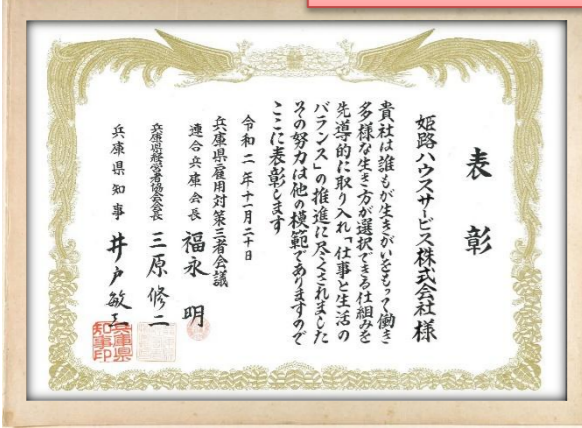 表彰
姫路ハウスサービス株式会社様
貴社は誰もが生きがいをもって働き
多様な生き方が選択できる仕組みを
先導的に取り入れ「仕事と生活の
バランス」の推進に尽くされました
その努力は他の模範でありますので
ここに表彰します
令和二年十一月二十日
兵庫県雇用対策三者会議
連合兵庫会長 福永明
兵庫県経営者協会会長 三原修二
兵庫県知事 井戸敏三
兵庫県知事印